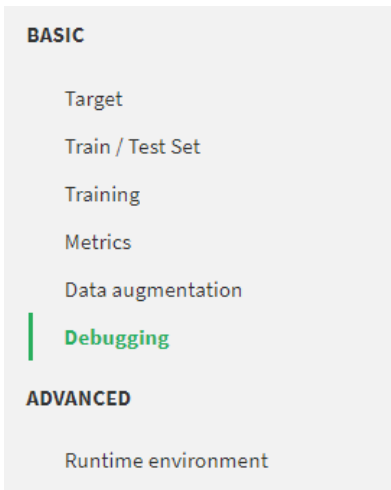 BASIC
Target
Train / Test Set
Training
Metrics
Data augmentation
Debugging
ADVANCED
Runtime environment